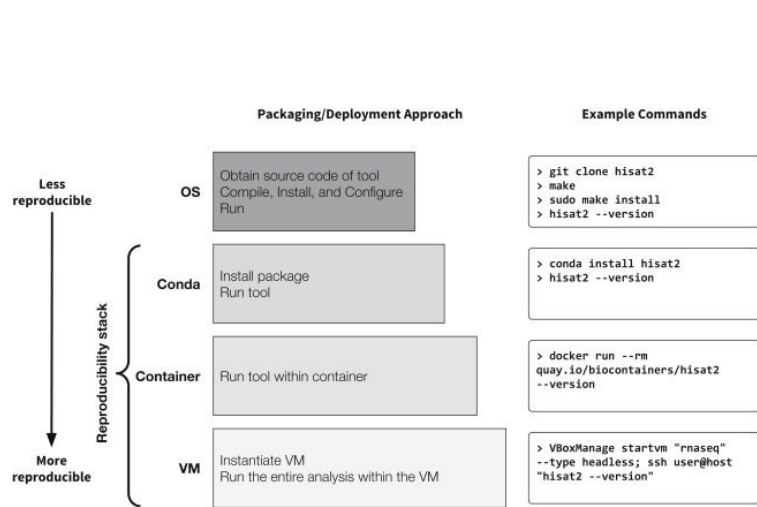 Packaging/Deployment Approach
Example Commands
Less
reproducible
OS
Obtain source code of tool
Compile, Install, and Configure
Run
> git clone hisat2
> make
> sudo make install
> hisat2 --version
Reproducibility stack
Conda
Install package
Run tool
> conda install hisat2
> hisat2 --version
Container
Run tool within container
> docker run --rm
quay.io/biocontainers/hisat2
--version
More
reproducible
VM
Instantiate VM
Run the entire analysis within the VM
> VBoxManage startvm "rnaseq"
--type headless; ssh user@host
"hisat2 --version"